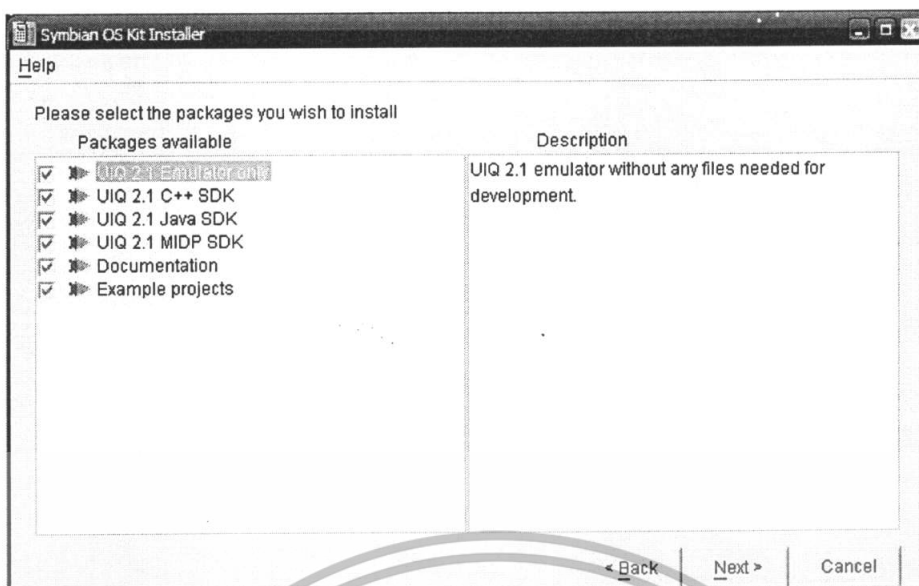 Symbian OS Kit Installer
Help
Please select the packages you wish to install
Packages available
Description
UIQ 2.1 Emulator only
UIQ 2.1 C++ SDK
UIQ 2.1 Java SDK
UIQ 2.1 MIDP SDK
Documentation
Example projects
UIQ 2.1 emulator without any files needed for
development.
< Back
Next >
Cancel